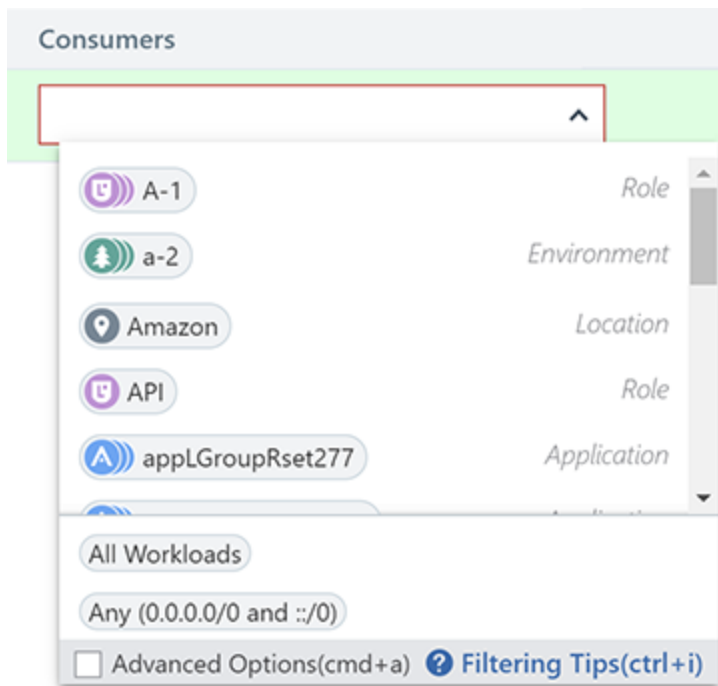 Consumers
A-1 Role
a-2 Environment
Amazon Location
API Role
appLGroupRset277 Application
All Workloads
Any (0.0.0.0/0 and ::/0)
Advanced Options(cmd+a) Filtering Tips(ctrl+i)